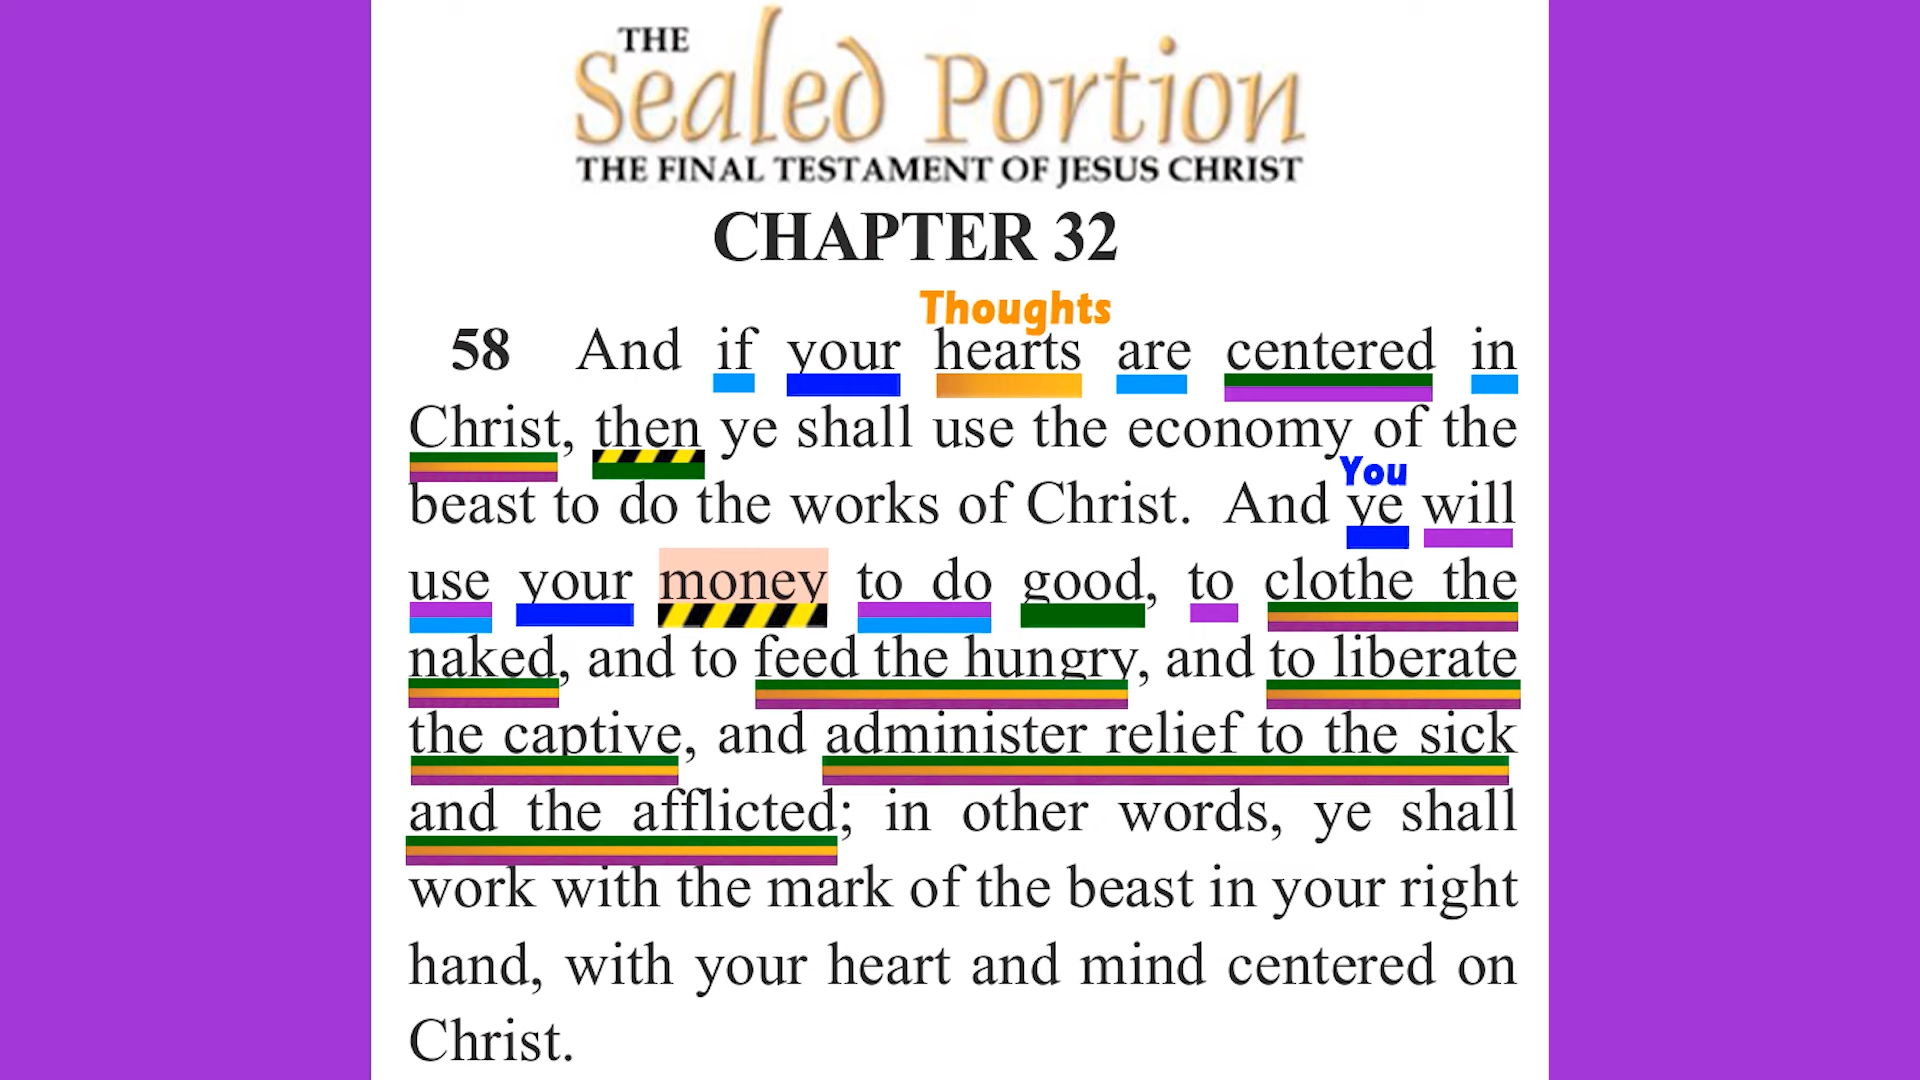 THE
Sealed Portion
THE FINAL TESTAMENT OF JESUS CHRIST
CHAPTER 32
Thoughts
58 And if your hearts are centered in
Christ, then ye shall use the economy of the
You
beast to do the works of Christ. And ye will
use your money to do good, to clothe the
naked, and to feed the hungry, and to liberate
the captive, and administer relief to the sick
and the afflicted; in other words, ye shall
work with the mark of the beast in your right
hand, with your heart and mind centered on
Christ.